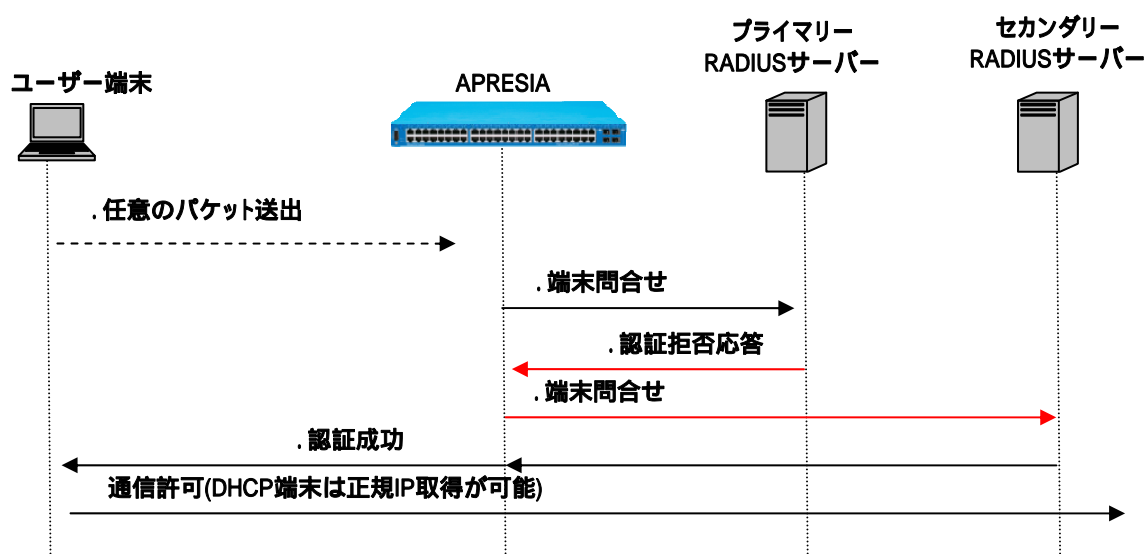 プライマリー
RADIUSサーバー
セカンダリー
RADIUSサーバー
ユーザー端末
APRESIA
. 任意のパケット送出
. 端末問合せ
. 認証拒否応答
. 端末問合せ
. 認証成功
通信許可(DHCP端末は正規IP取得が可能)